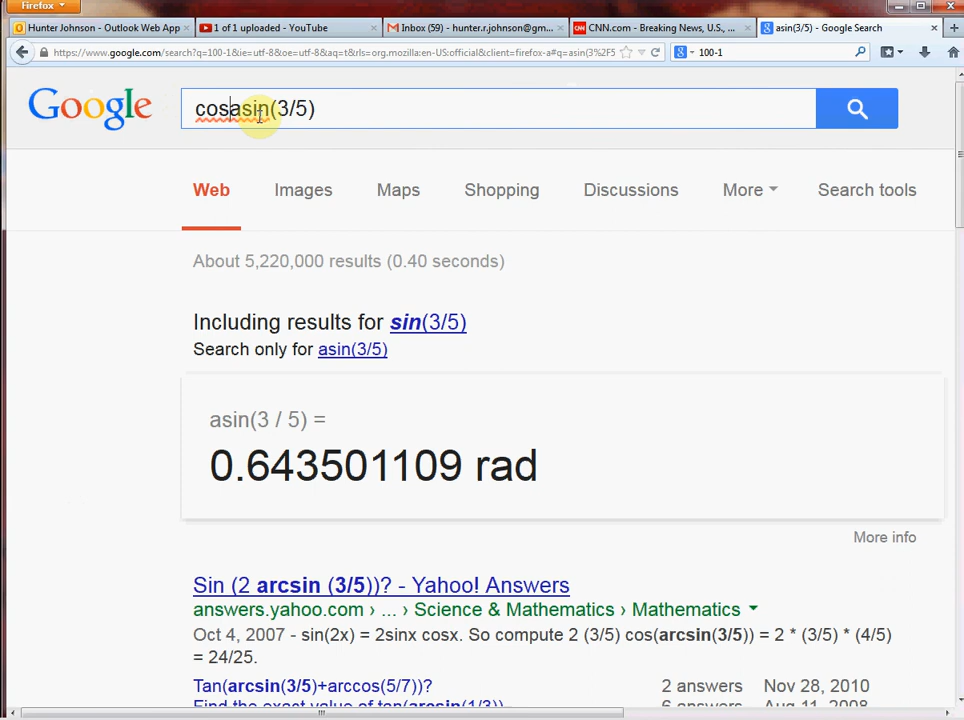 Firefox
Hunter Johnson - Outlook Web App
1 of 1 uploaded - YouTube
Inbox (59) - hunter.r.johnson@gm...
CNN.com - Breaking News, U.S., ...
asin(3/5) - Google Search
https://www.google.com/search?q=100-1&ie=utf-8&oe=utf-8&aq=t&rls=org.mozilla:en-US:official&client=firefox-a#q=asin(3%2F5
100-1
Google
cosasin(3/5)
Web
Images
Maps
Shopping
Discussions
More
Search tools
About 5,220,000 results (0.40 seconds)
Including results for sin(3/5)
Search only for asin(3/5)
asin(3 / 5) =
0.643501109 rad
More info
Sin (2 arcsin (3/5))? - Yahoo! Answers
answers.yahoo.com › ... › Science & Mathematics › Mathematics
Oct 4, 2007 - sin(2x) = 2sinx cosx. So compute 2 (3/5) cos(arcsin(3/5)) = 2 * (3/5) * (4/5)
= 24/25.
Tan(arcsin(3/5)+arccos(5/7))?
2 answers
Nov 28, 2010
Find the exact value of tan(arcsin(1/3))
6 answers
Aug 11, 2008